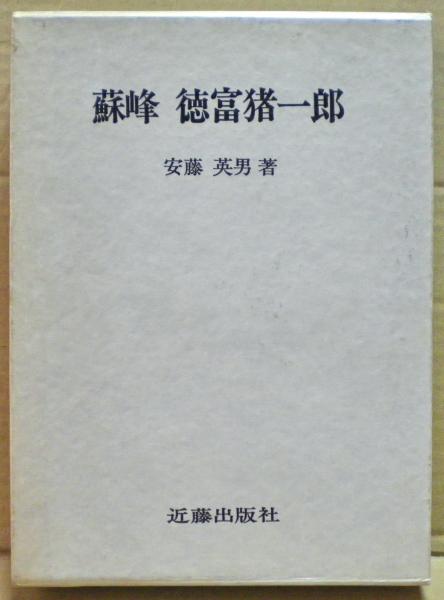 蘇峰 徳富猪一郎
安藤 英男 著
近藤出版社